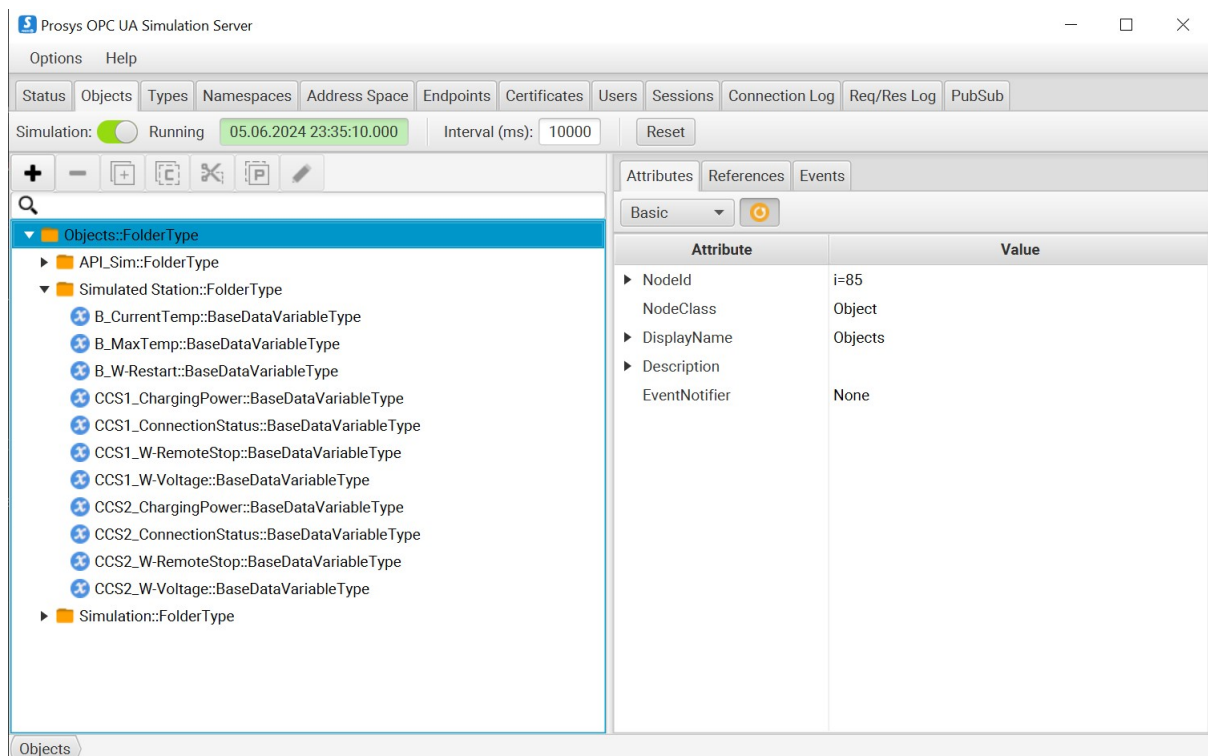 Prosys OPC UA Simulation Server
Options Help
Status Objects Types Namespaces Address Space Endpoints Certificates Users Sessions Connection Log Req/Res Log PubSub
Simulation: Running 05.06.2024 23:35:10.000 Interval (ms): 10000 Reset
Objects::FolderType
API_Sim::FolderType
Simulated Station::FolderType
B_CurrentTemp::BaseDataVariableType
B_MaxTemp::BaseDataVariableType
B_W-Restart::BaseDataVariableType
CCS1_ChargingPower::BaseDataVariableType
CCS1_ConnectionStatus::BaseDataVariableType
CCS1_W-RemoteStop::BaseDataVariableType
CCS1_W-Voltage::BaseDataVariableType
CCS2_ChargingPower::BaseDataVariableType
CCS2_ConnectionStatus::BaseDataVariableType
CCS2_W-RemoteStop::BaseDataVariableType
CCS2_W-Voltage::BaseDataVariableType
Simulation::FolderType
Attributes References Events
Basic
Attribute Value
NodeId i=85
NodeClass Object
DisplayName Objects
Description
EventNotifier None
Objects